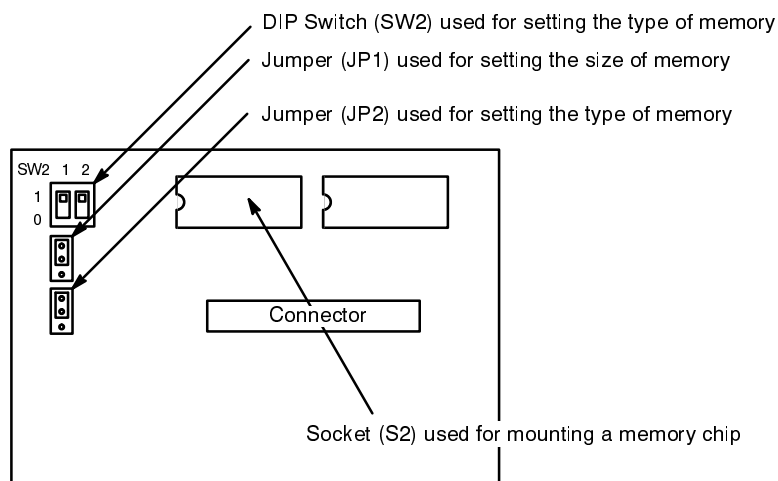 DIP Switch (SW2) used for setting the type of memory
Jumper (JP1) used for setting the size of memory
Jumper (JP2) used for setting the type of memory
SW2 1 2
1
0
Connector
Socket (S2) used for mounting a memory chip